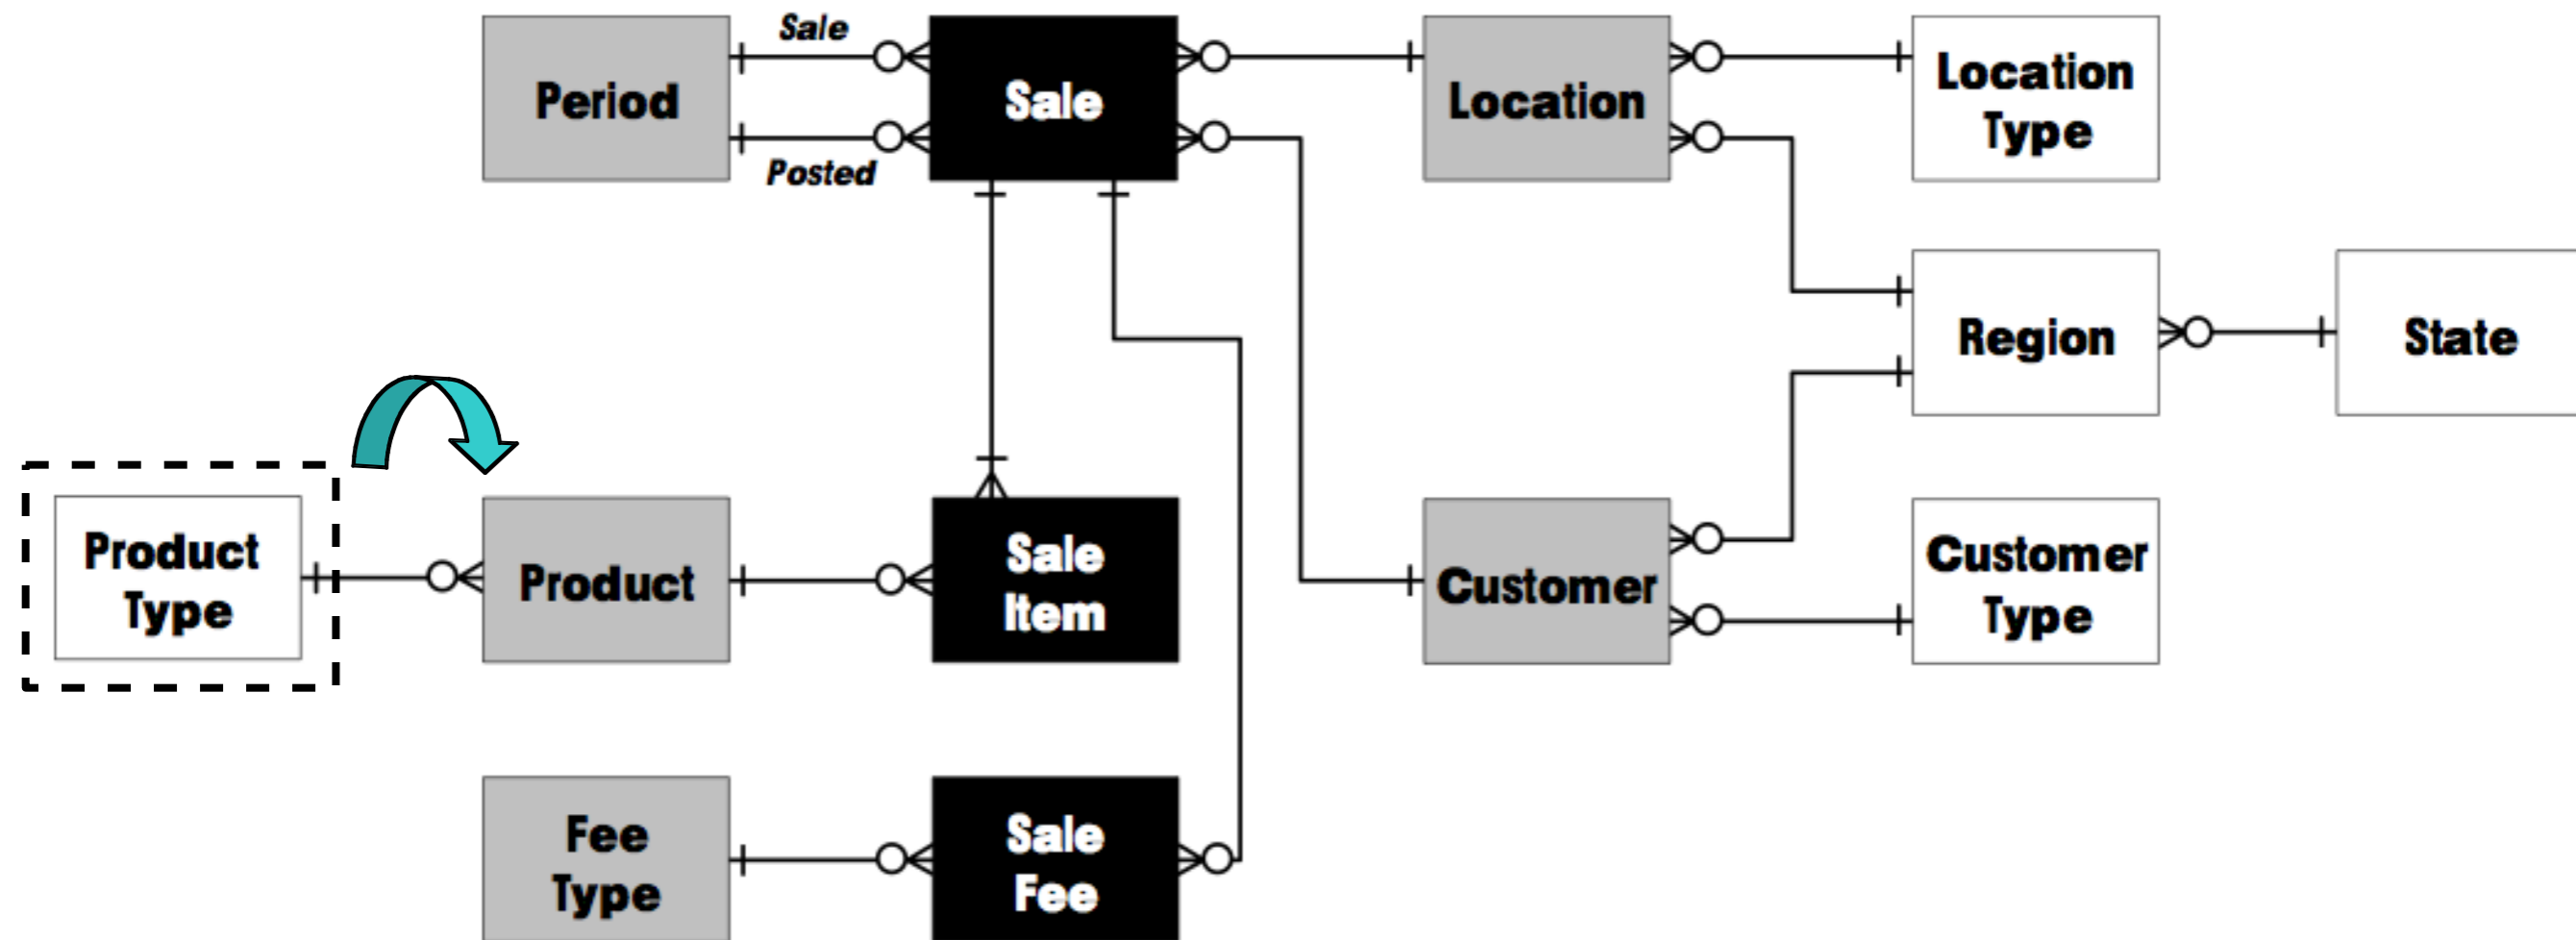 Sale
Period
Sale
Location
Location
Type
Posted
Region
State
Product
Type
Product
Sale
Item
Customer
Customer
Type
Fee
Type
Sale
Fee